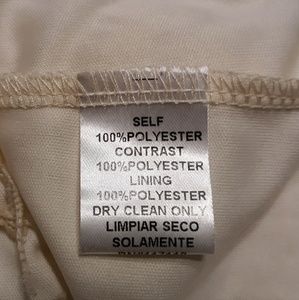 SELF
100%POLYESTER
CONTRAST
100%POLYESTER
LINING
100%POLYESTER
DRY CLEAN ONLY
LIMPIAR SECO
SOLAMENTE